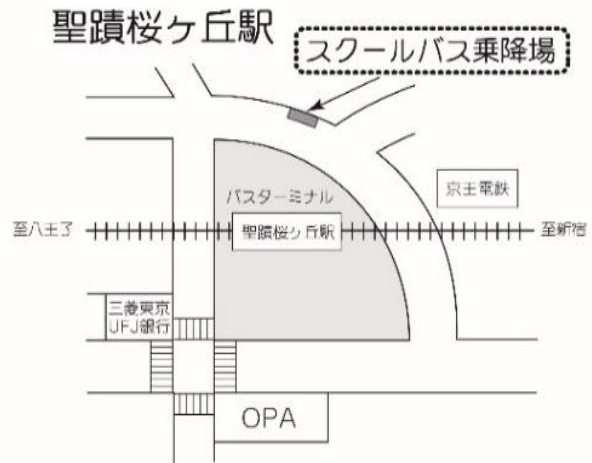 聖蹟桜ヶ丘駅
スクールバス乗降場
京王電鉄
バスターミナル
至八王子
聖蹟桜ヶ丘駅
至新宿
三菱東京
UFJ銀行
OPA